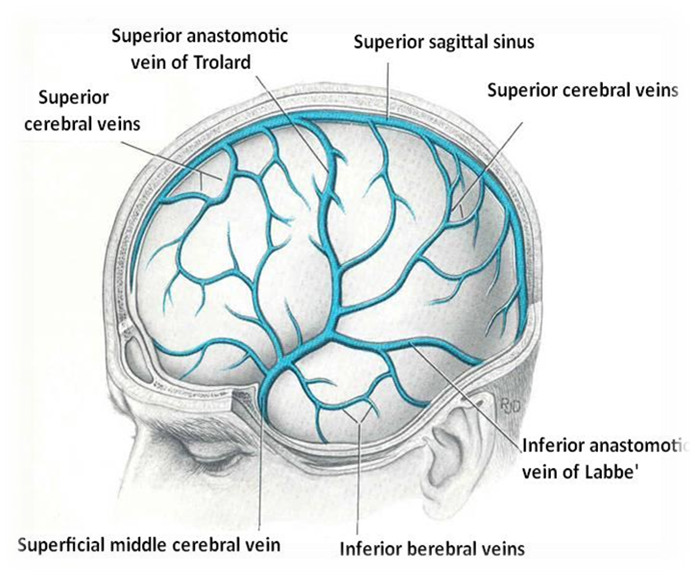 Superior anastomotic
vein of Trolard
Superior sagittal sinus
Superior cerebral veins
Superior
cerebral veins
Inferior anastomotic
vein of Labbe'
Superficial middle cerebral vein
Inferior berebral veins